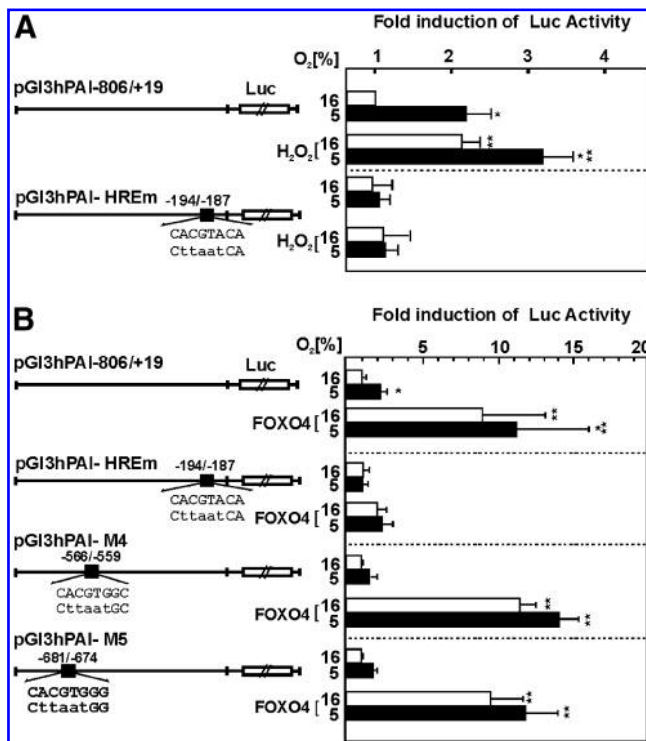 A
Fold induction of Luc Activity
O₂[%] 1 2 3 4
pGl3hPAI-806/+19 Luc
16
5 *
H₂O₂[ 16 **
5 * **
pGl3hPAI- HREm -194/-187
16
5
CACGTACA
CttaatCA
H₂O₂[ 16
5
B
Fold induction of Luc Activity
O₂[%] 5 10 15 20
pGl3hPAI-806/+19 Luc
16
5 *
FOXO4 [ 16 **
5 * **
pGl3hPAI- HREm
-194/-187
16
5
CACGTACA
CttaatCA
FOXO4 [ 16
5
pGl3hPAI- M4
-566/-559
16
5
CACGTGGC
CttaatGC
FOXO4 [ 16 **
5 **
pGl3hPAI- M5
-681/-674
16
5
CACGTGGG
CttaatGG
FOXO4 [ 16 **
5 **